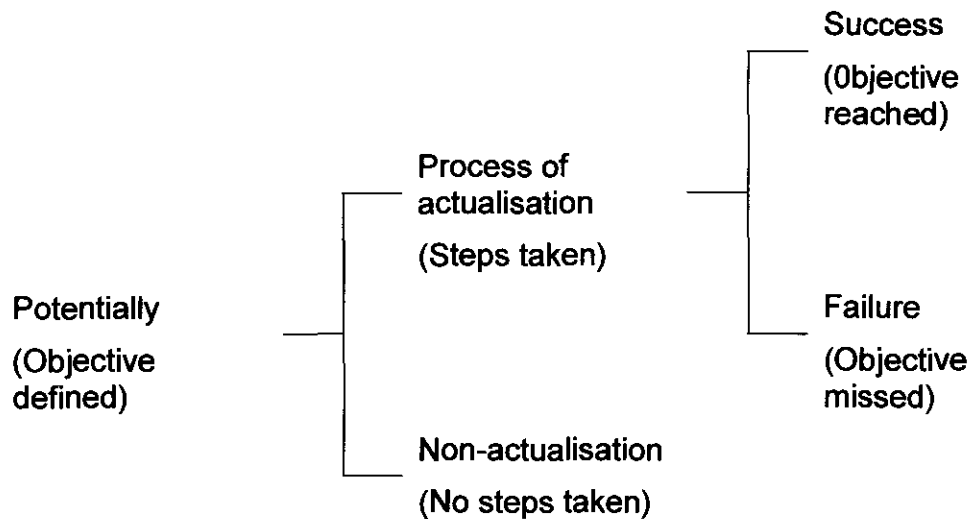 Success
(0bjective
reached)
Process of
actualisation
(Steps taken)
Potentially
(Objective
defined)
Failure
(Objective
missed)
Non-actualisation
(No steps taken)